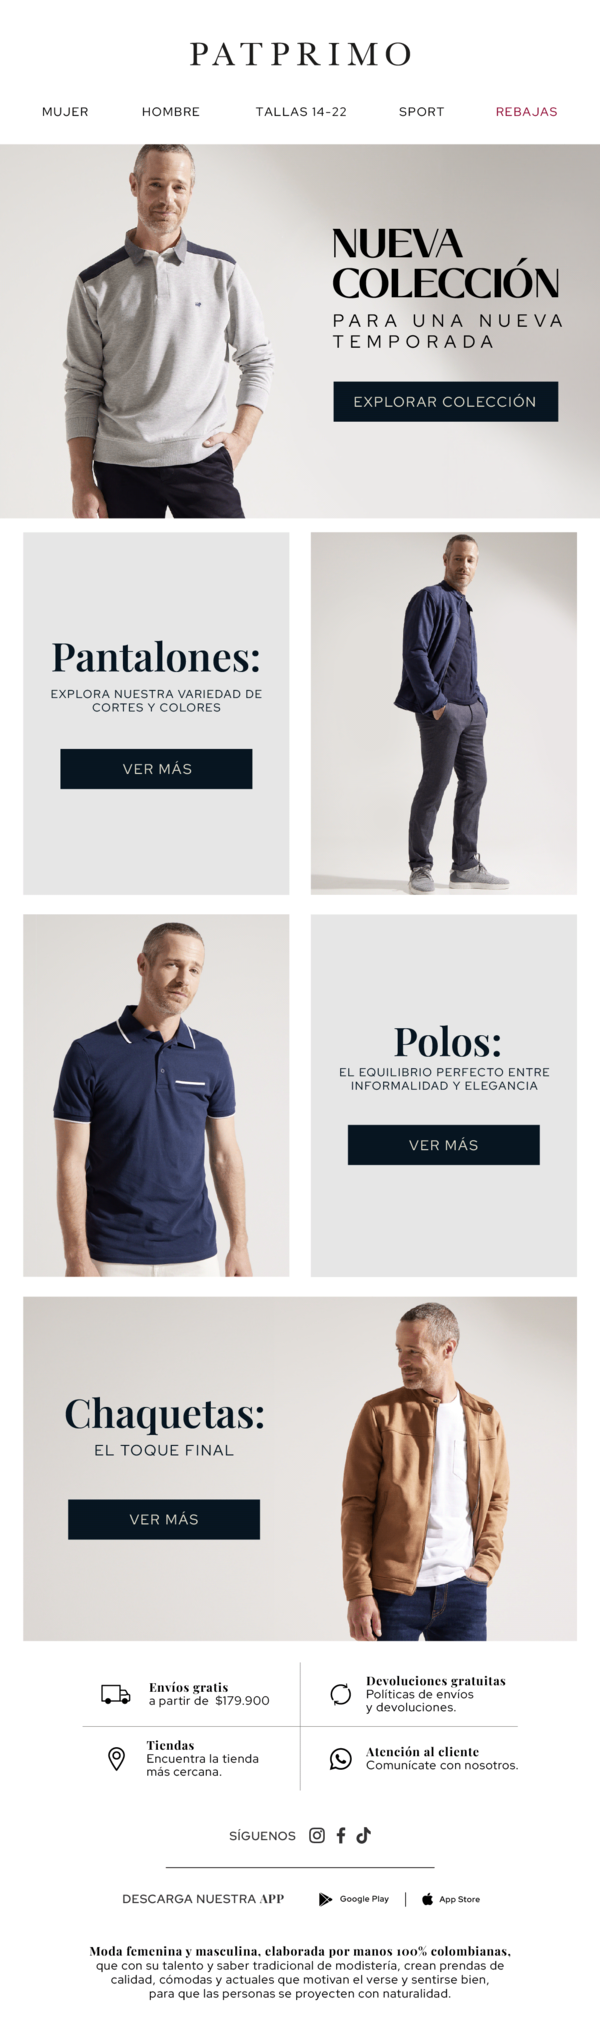 PATPRIMO
MUJER HOMBRE TALLAS 14-22 SPORT REBAJAS
NUEVA
COLECCIÓN
PARA UNA NUEVA
TEMPORADA
EXPLORAR COLECCIÓN
Pantalones:
EXPLORA NUESTRA VARIEDAD DE
CORTES Y COLORES
VER MÁS
Polos:
EL EQUILIBRIO PERFECTO ENTRE
INFORMALIDAD Y ELEGANCIA
VER MÁS
Chaquetas:
EL TOQUE FINAL
VER MÁS
Envíos gratis
a partir de $179.900
Devoluciones gratuitas
Políticas de envíos
y devoluciones.
Tiendas
Encuentra la tienda
más cercana.
Atención al cliente
Comunícate con nosotros.
SÍGUENOS
DESCARGA NUESTRA APP Google Play | App Store
Moda femenina y masculina, elaborada por manos 100% colombianas,
que con su talento y saber tradicional de modistería, crean prendas de
calidad, cómodas y actuales que motivan el verse y sentirse bien,
para que las personas se proyecten con naturalidad.